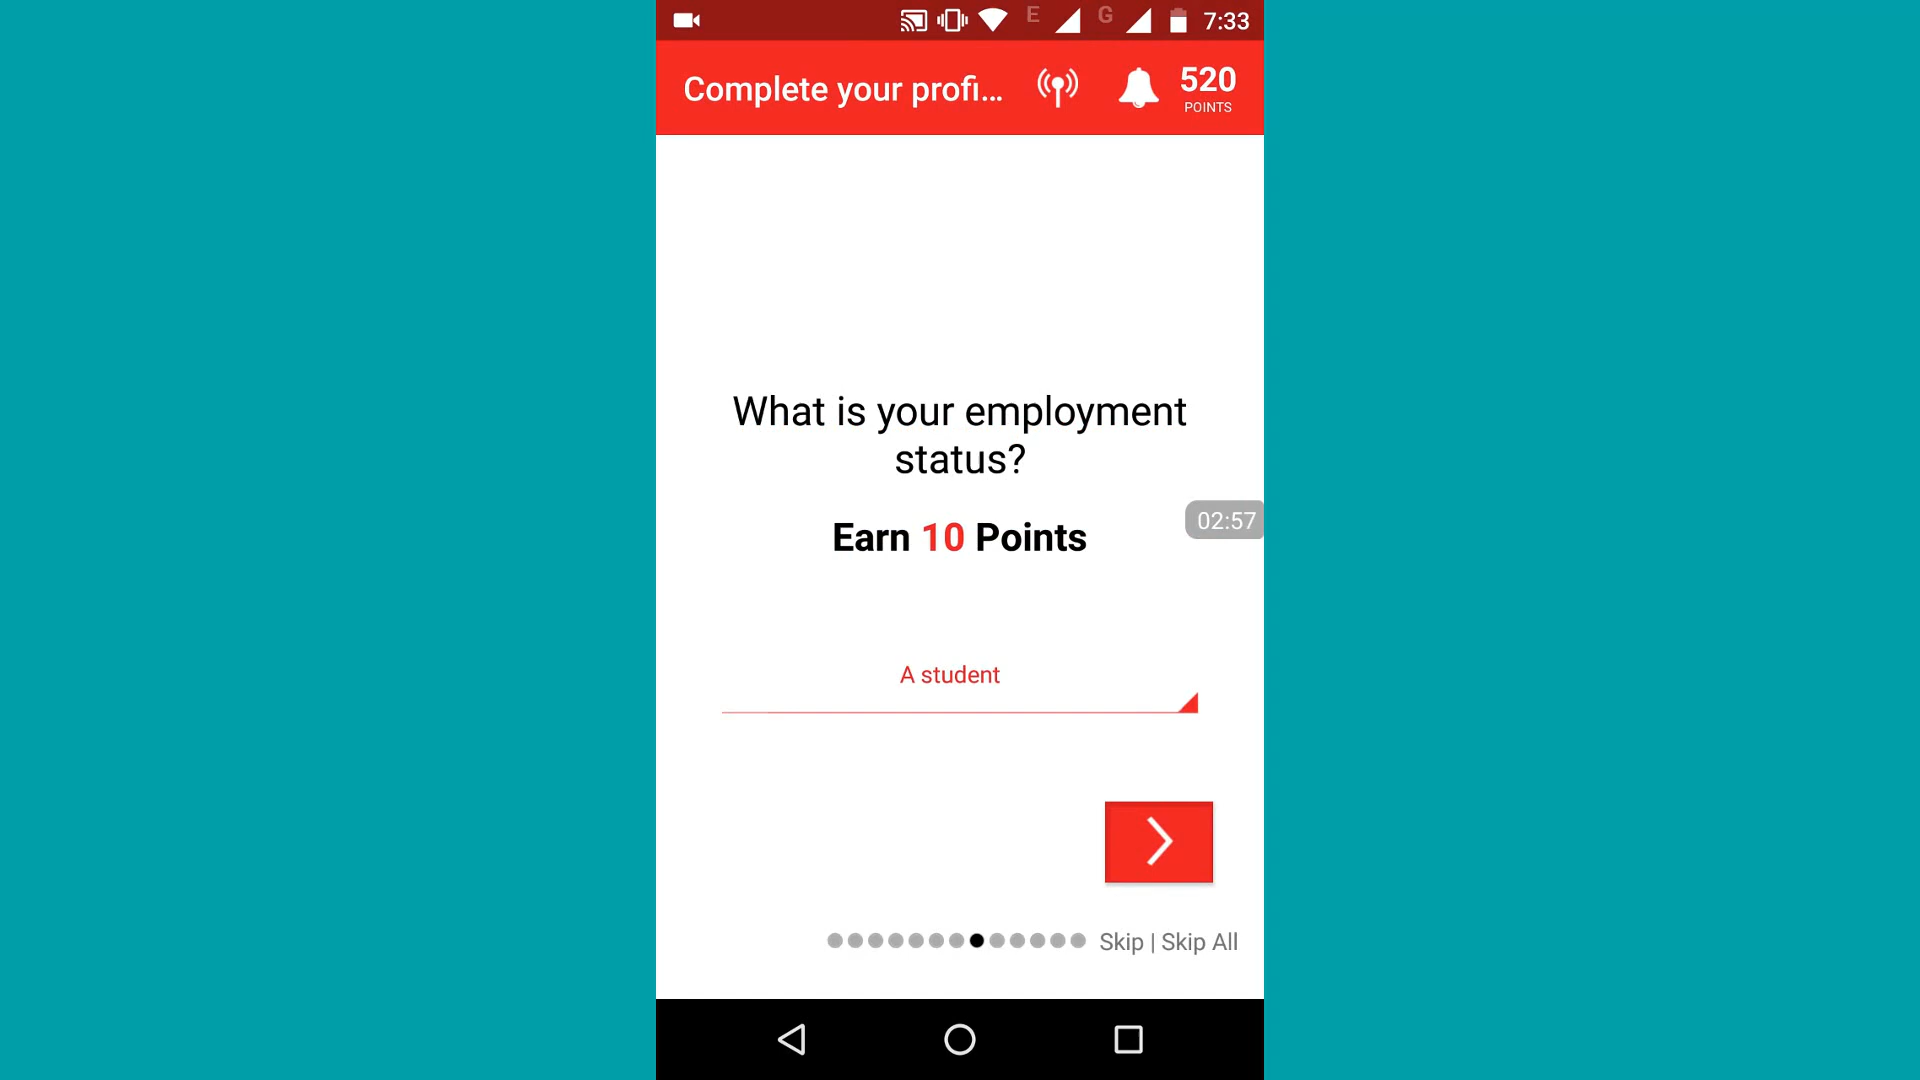 E G 7:33
Complete your profi...
520
POINTS
What is your employment
status?
Earn 10 Points
02:57
A student
Skip | Skip All